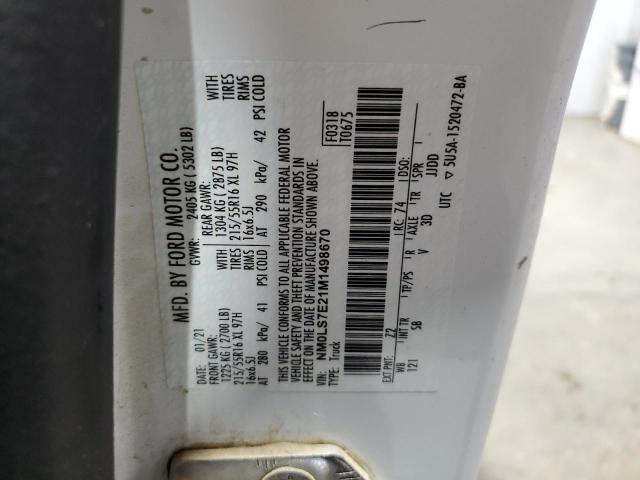 MFD. BY FORD MOTOR CO.
DATE: 01/21 GVWR: 2405 KG ( 5302 LB)
FRONT GAWR: REAR GAWR:
1225 KG ( 2700 LB) WITH 1304 KG ( 2875 LB) WITH
215/55R16 XL 97H TIRES 215/55R16 XL 97H TIRES
16x6.5J RIMS 16x6.5J RIMS
AT 280 kPa/ 41 PSI COLD AT 290 kPa/ 42 PSI COLD
THIS VEHICLE CONFORMS TO ALL APPLICABLE FEDERAL MOTOR
VEHICLE SAFETY AND THEFT PREVENTION STANDARDS IN
EFFECT ON THE DATE OF MANUFACTURE SHOWN ABOVE.
VIN: NM0LS7E21M1498670 F0318
TYPE: Truck T0675
EXT PNT: Z2 RC: 74 DSO:
WB INT TR TP/PS R AXLE TR SPR
121 SB V 3D JJDD
UTC ▽ 5U5A-1520472-BA